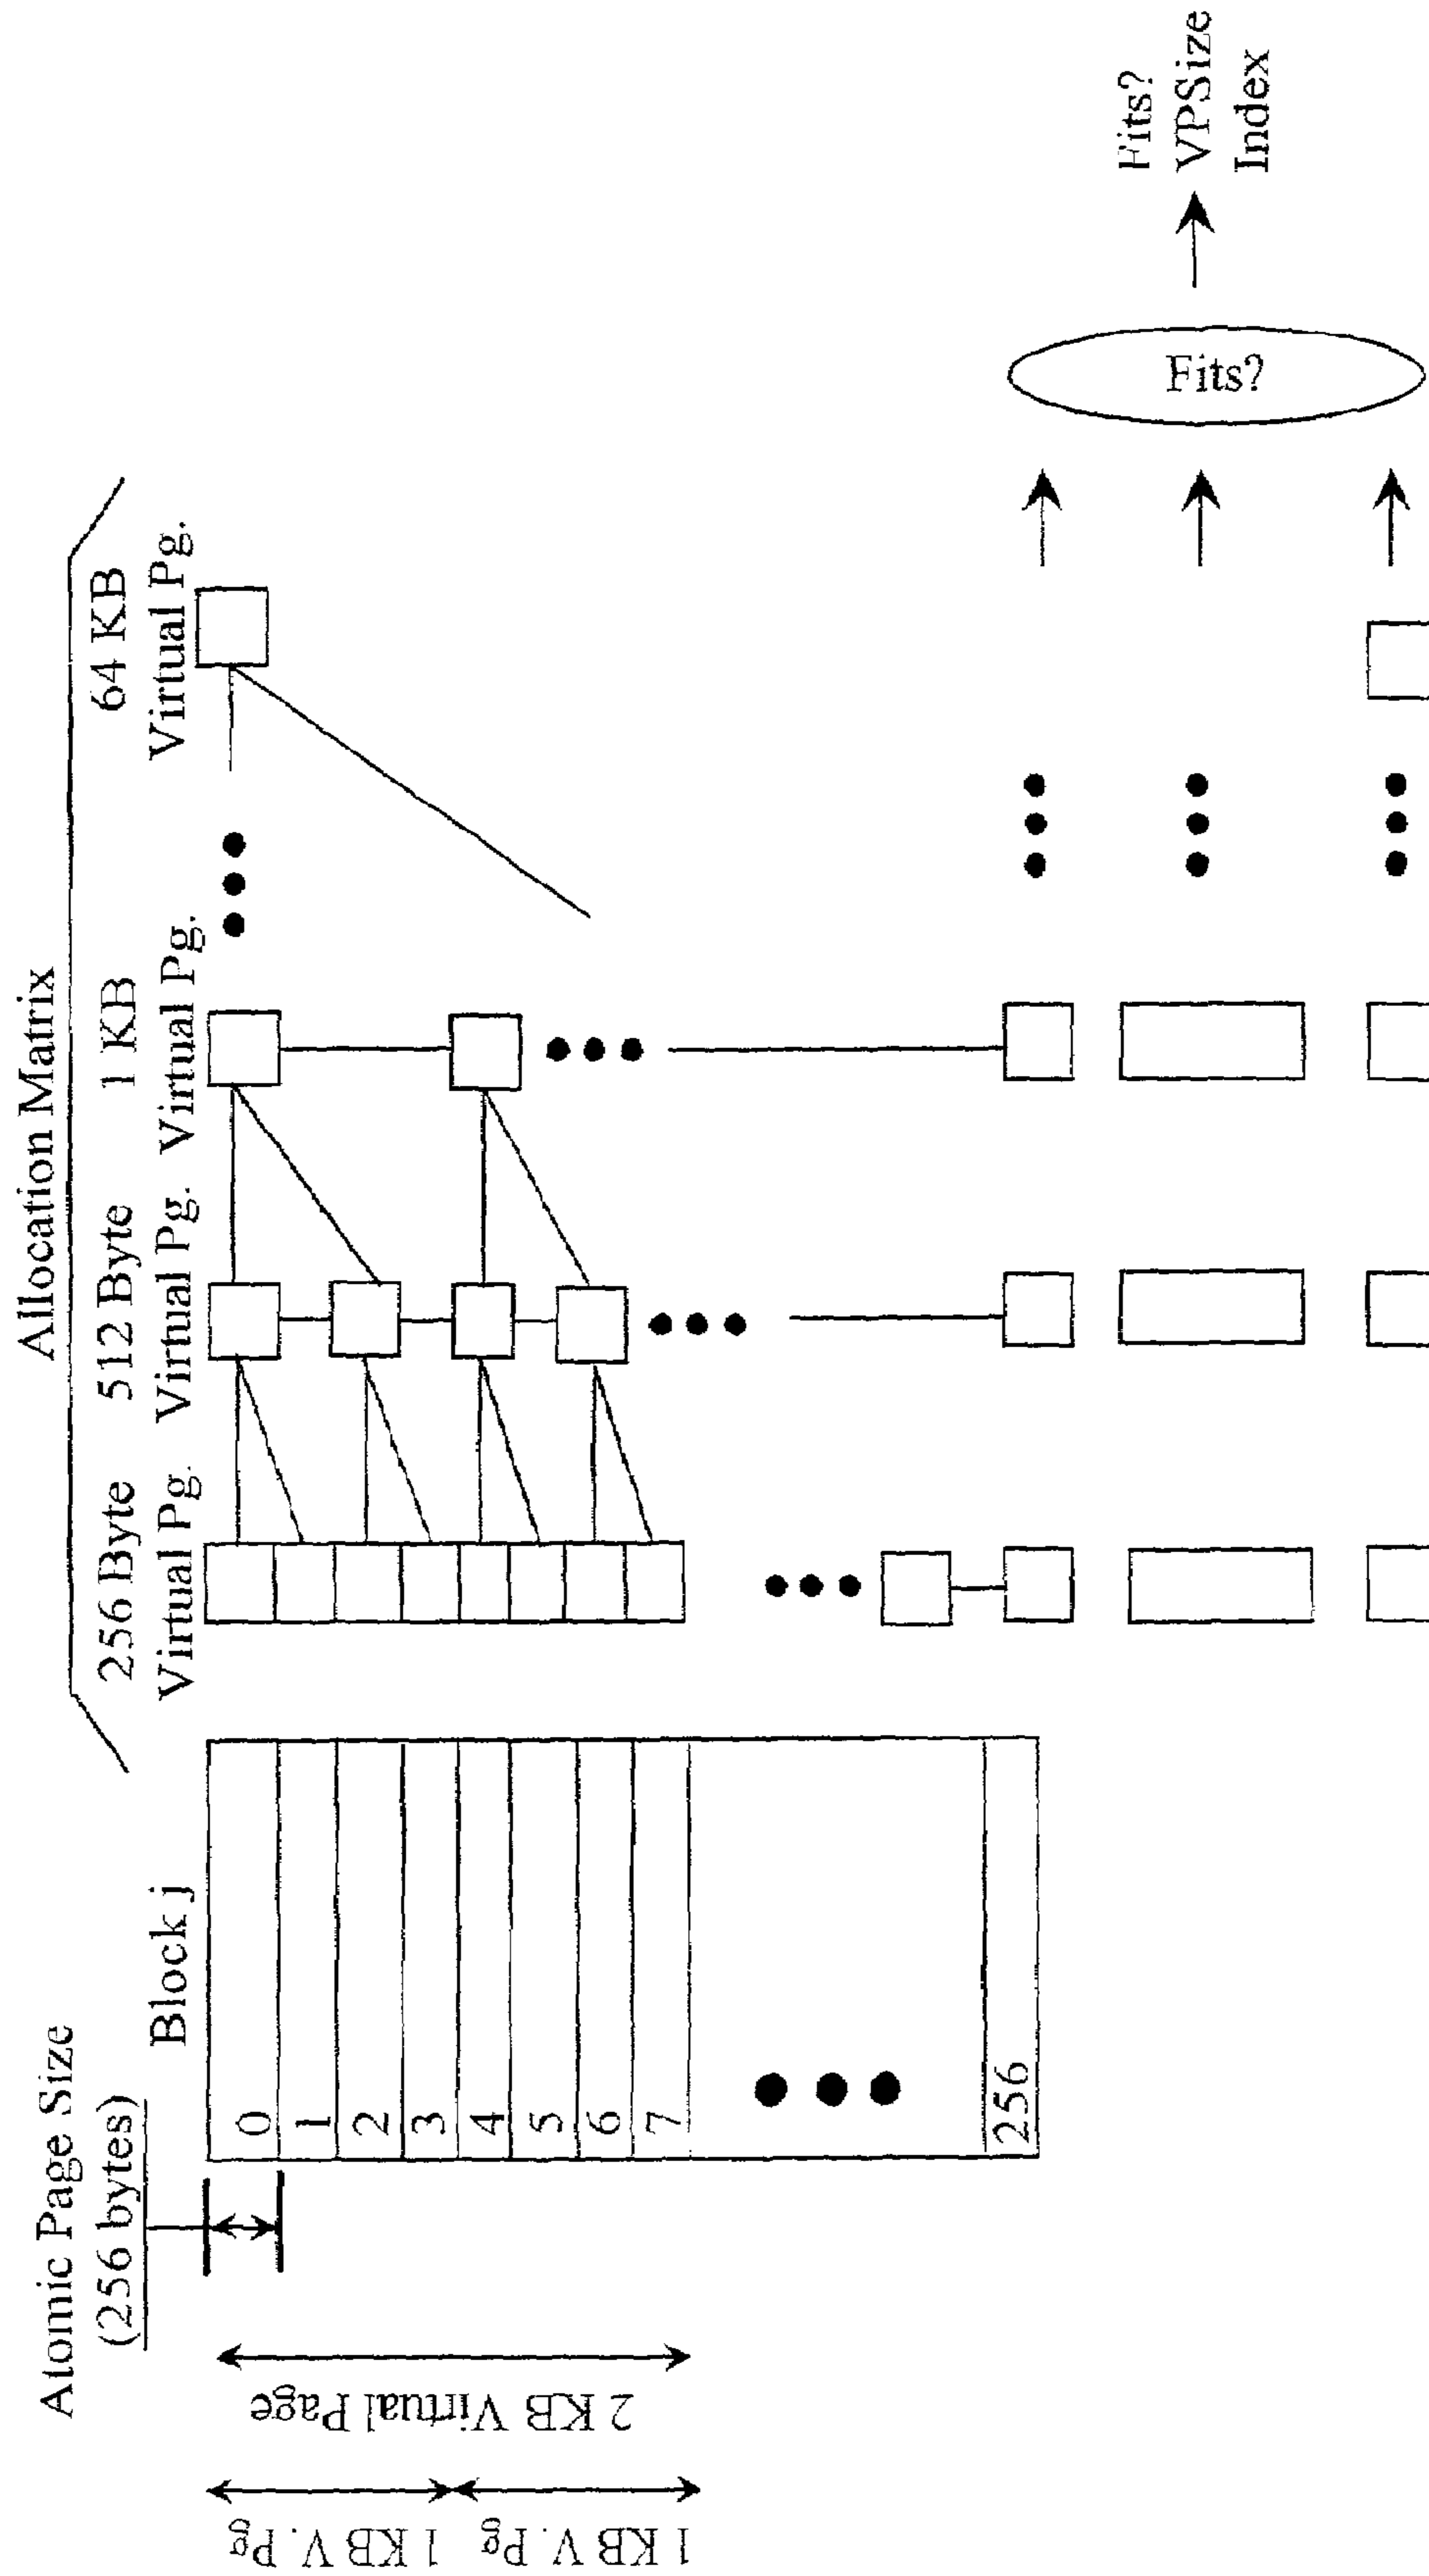 Allocation Matrix
Atomic Page Size
(256 bytes)
Block j
256 Byte
Virtual Pg.
512 Byte
Virtual Pg.
1 KB
Virtual Pg.
64 KB
Virtual Pg.
0
1
2
3
4
5
6
7
256
2 KB Virtual Page
1 KB V. Pg
1 KB V. Pg
Fits?
Fits?
VPSize
Index